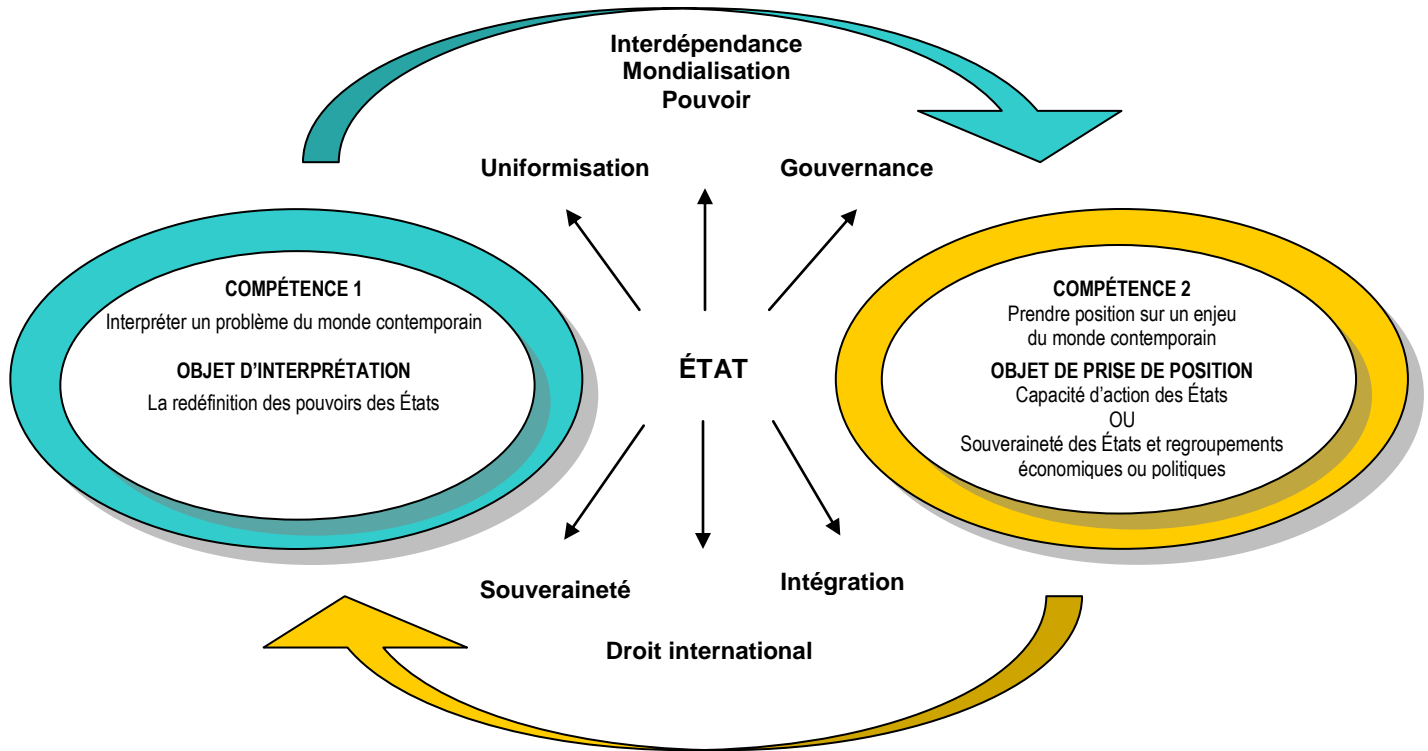 Interdépendance
Mondialisation
Pouvoir
Uniformisation
Gouvernance
COMPÉTENCE 1
Interpréter un problème du monde contemporain
OBJET D'INTERPRÉTATION
La redéfinition des pouvoirs des États
ÉTAT
COMPÉTENCE 2
Prendre position sur un enjeu
du monde contemporain
OBJET DE PRISE DE POSITION
Capacité d'action des États
OU
Souveraineté des États et regroupements
économiques ou politiques
Souveraineté
Intégration
Droit international